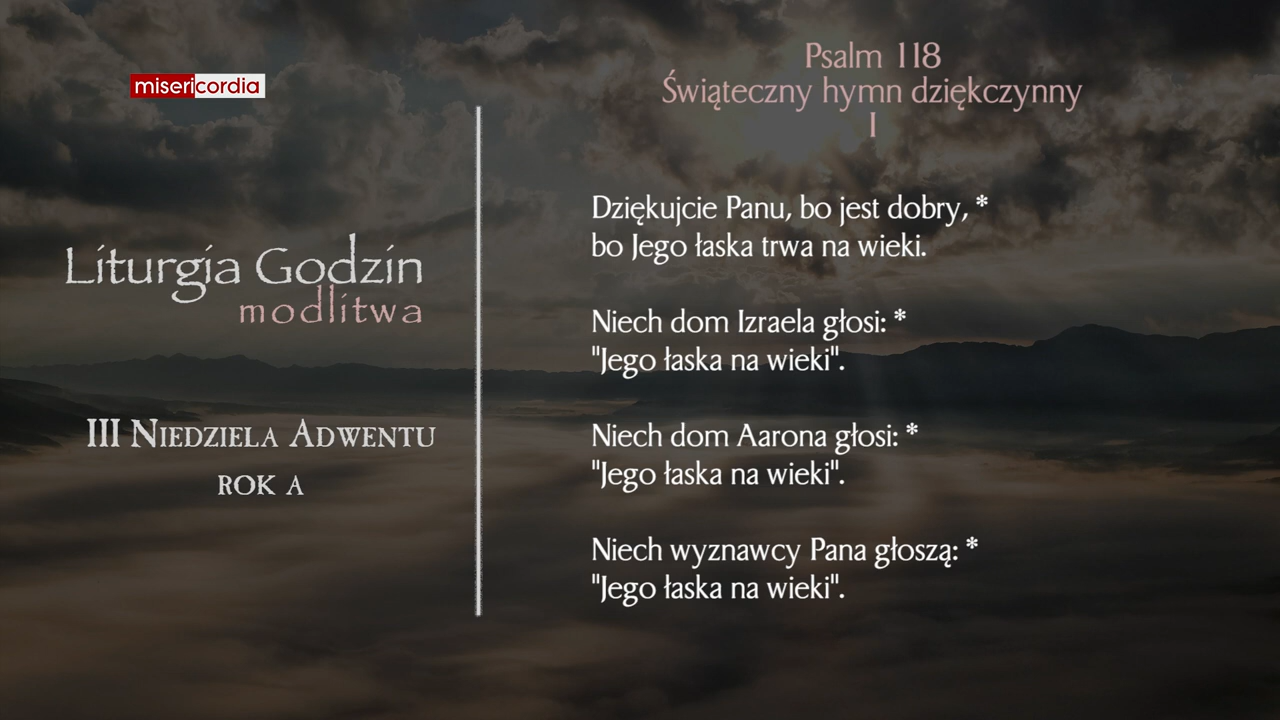 misericordia
Liturgia Godzin
modlitwa
III Niedziela Adwentu
rok A
Psalm 118
Świąteczny hymn dziękczynny
I
Dziękujcie Panu, bo jest dobry, *
bo Jego łaska trwa na wieki.
Niech dom Izraela głosi: *
"Jego łaska na wieki".
Niech dom Aarona głosi: *
"Jego łaska na wieki".
Niech wyznawcy Pana głoszą: *
"Jego łaska na wieki".